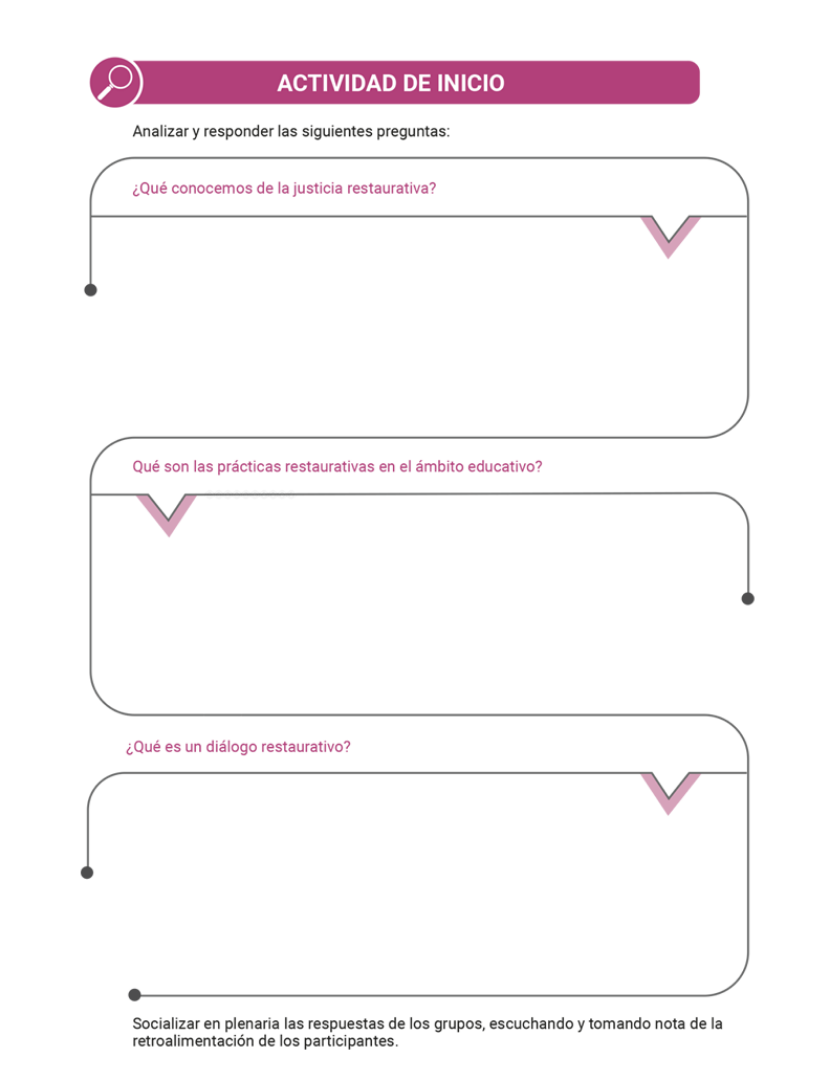 ACTIVIDAD DE INICIO
Analizar y responder las siguientes preguntas:
¿Qué conocemos de la justicia restaurativa?
Qué son las prácticas restaurativas en el ámbito educativo?
¿Qué es un diálogo restaurativo?
Socializar en plenaria las respuestas de los grupos, escuchando y tomando nota de la
retroalimentación de los participantes.